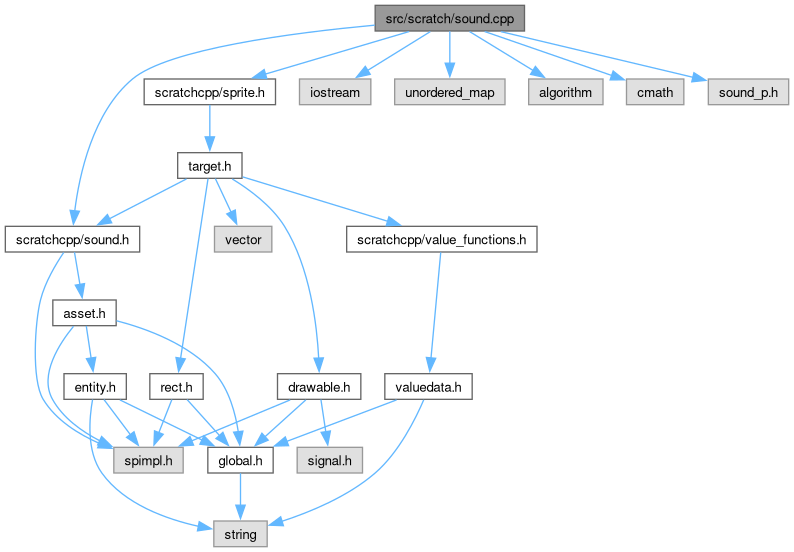 src/scratch/sound.cpp
scratchcpp/sprite.h
iostream
unordered_map
algorithm
cmath
sound_p.h
target.h
scratchcpp/sound.h
vector
scratchcpp/value_functions.h
asset.h
entity.h
rect.h
drawable.h
valuedata.h
spimpl.h
global.h
signal.h
string